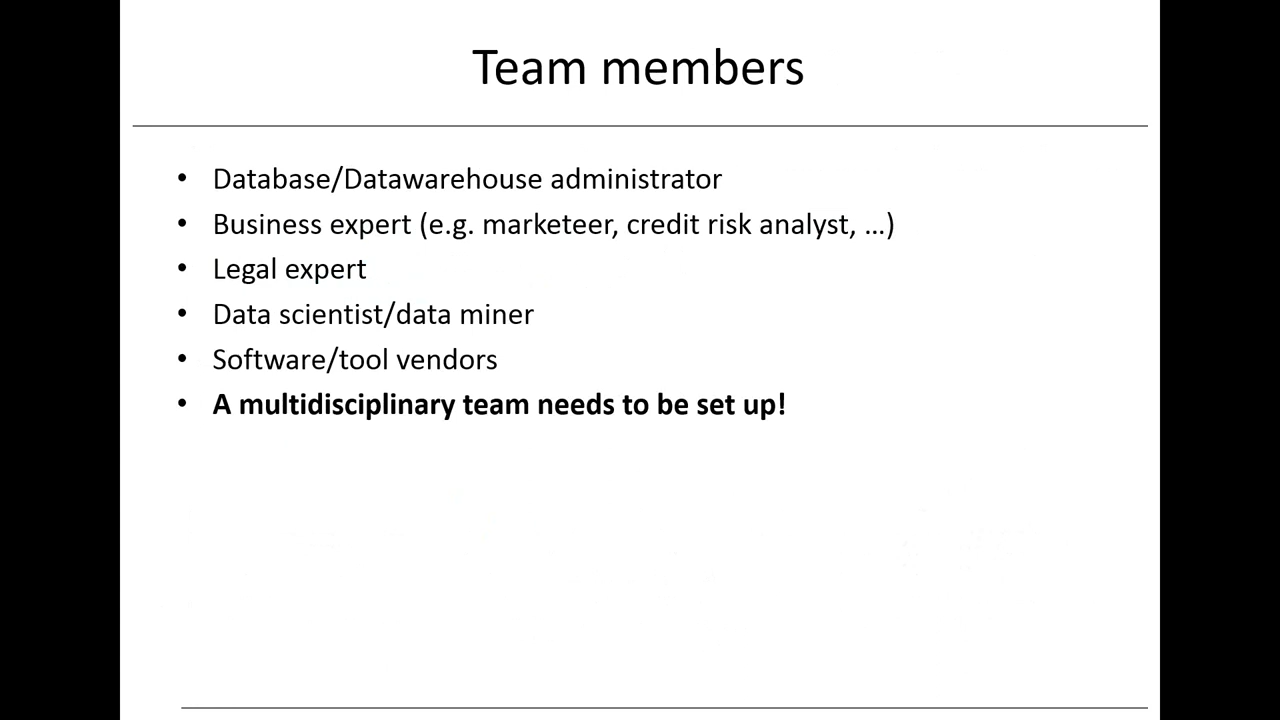 Team members
• Database/Datawarehouse administrator
• Business expert (e.g. marketeer, credit risk analyst, …)
• Legal expert
• Data scientist/data miner
• Software/tool vendors
• A multidisciplinary team needs to be set up!